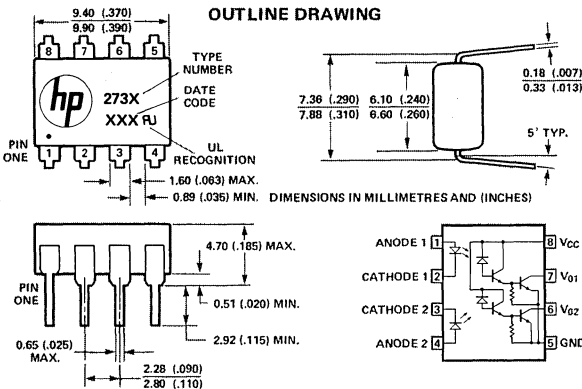 OUTLINE DRAWING
9.40 (.370)
9.90 (.390)
8 7 6 5
hp
273X
XXX RU
TYPE
NUMBER
DATE
CODE
UL
RECOGNITION
PIN
ONE
1 2 3 4
1.60 (.063) MAX.
0.89 (.035) MIN.
7.36 (.290)
7.88 (.310)
6.10 (.240)
6.60 (.260)
0.18 (.007)
0.33 (.013)
5' TYP.
DIMENSIONS IN MILLIMETRES AND (INCHES)
4.70 (.185) MAX.
PIN
ONE
0.51 (.020) MIN.
2.92 (.115) MIN.
0.65 (.025)
MAX.
2.28 (.090)
2.80 (.110)
ANODE 1 1
CATHODE 1 2
CATHODE 2 3
ANODE 2 4
8 VCC
7 V01
6 V02
5 GND